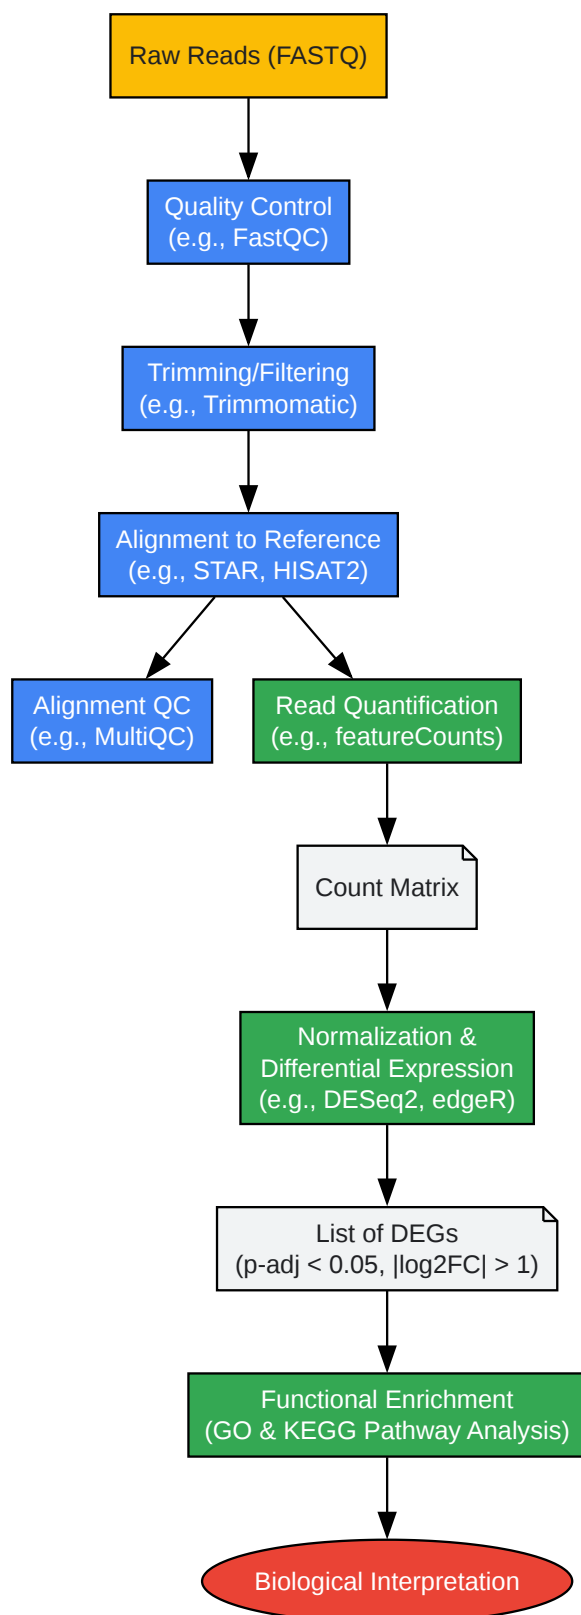 Raw Reads (FASTQ)
Quality Control
(e.g., FastQC)
Trimming/Filtering
(e.g., Trimmomatic)
Alignment to Reference
(e.g., STAR, HISAT2)
Alignment QC
(e.g., MultiQC)
Read Quantification
(e.g., featureCounts)
Count Matrix
Normalization &
Differential Expression
(e.g., DESeq2, edgeR)
List of DEGs
(p-adj < 0.05, |log2FC| > 1)
Functional Enrichment
(GO & KEGG Pathway Analysis)
Biological Interpretation